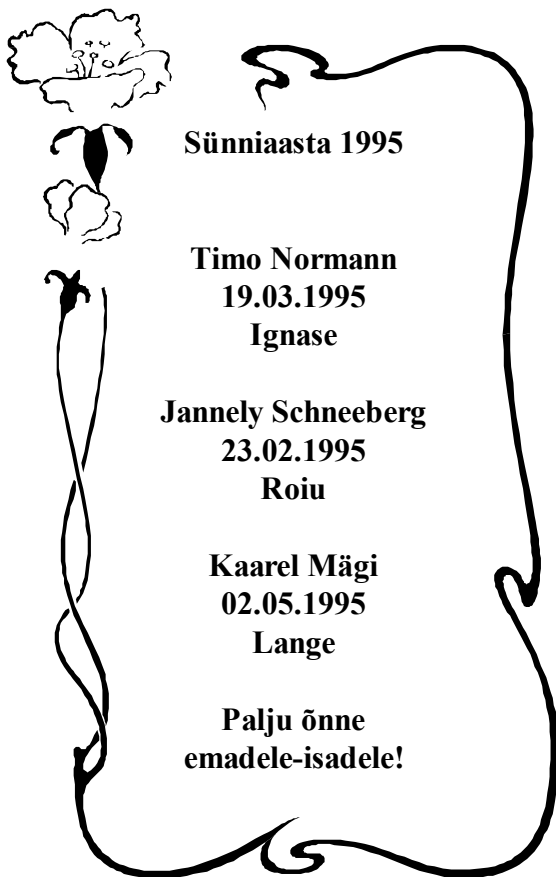 Sünniaasta 1995
Timo Normann
19.03.1995
Ignase
Jannely Schneeberg
23.02.1995
Roiu
Kaarel Mägi
02.05.1995
Lange
Palju õnne
emadele-isadele!